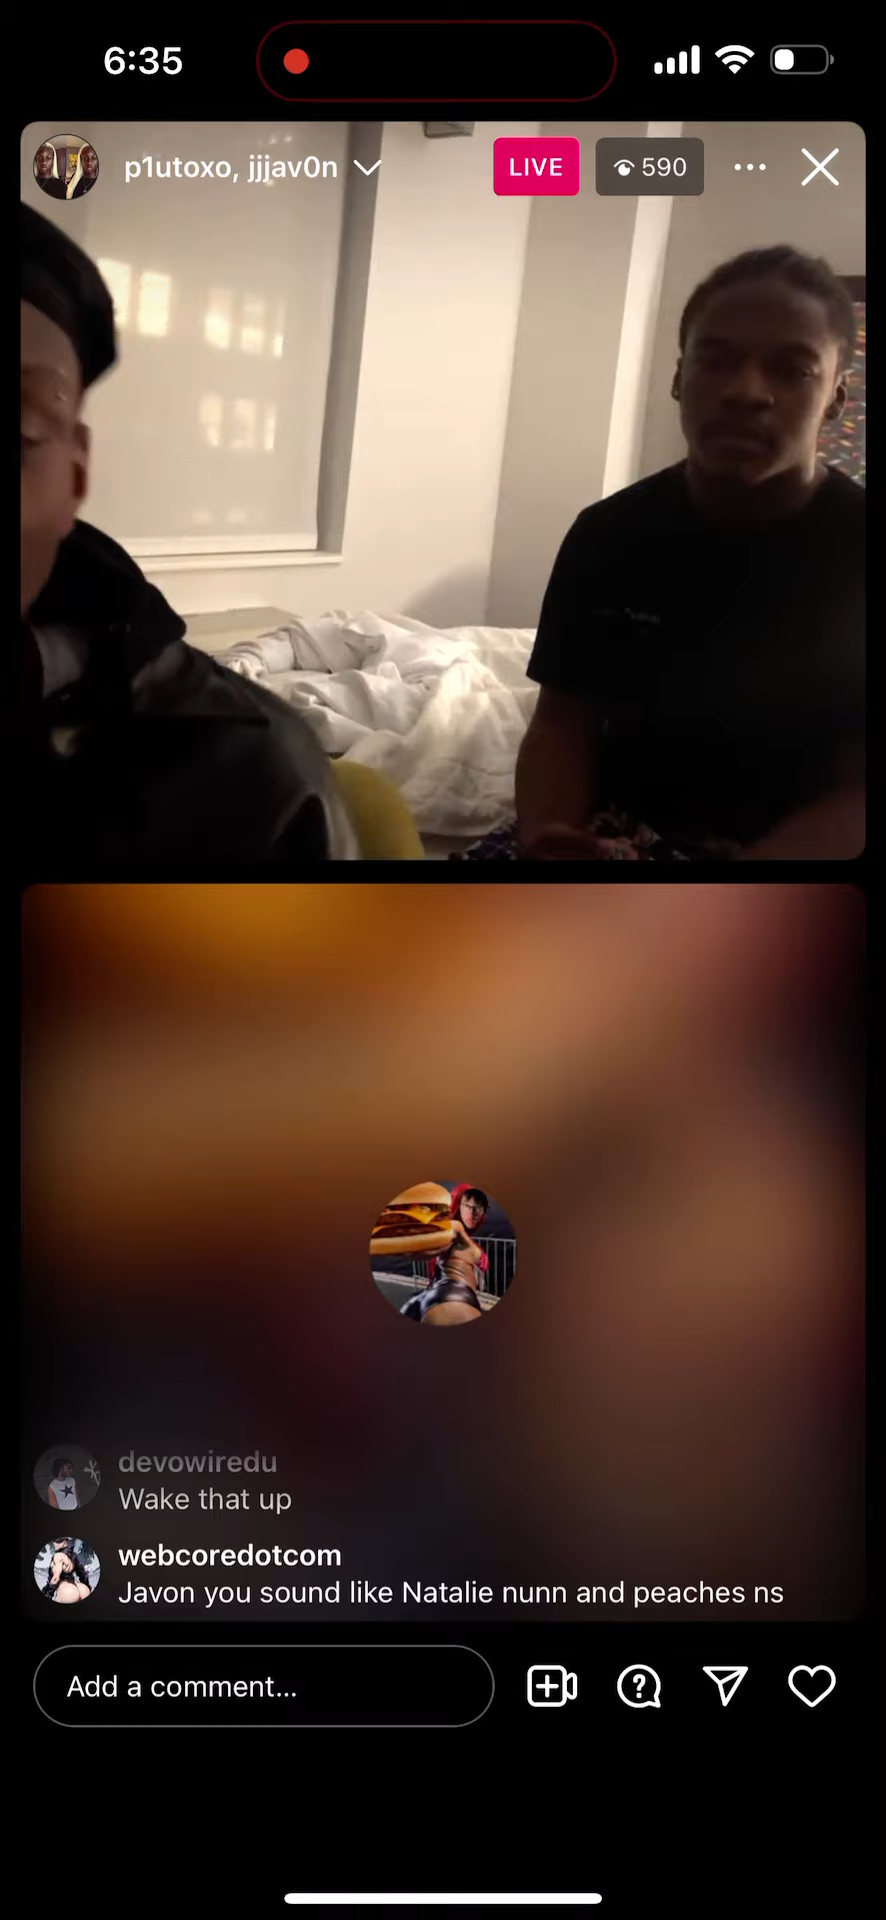 6:35
p1utoxo, jjjav0n
LIVE
590
devowiredu
Wake that up
webcoredotcom
Javon you sound like Natalie nunn and peaches ns
Add a comment...